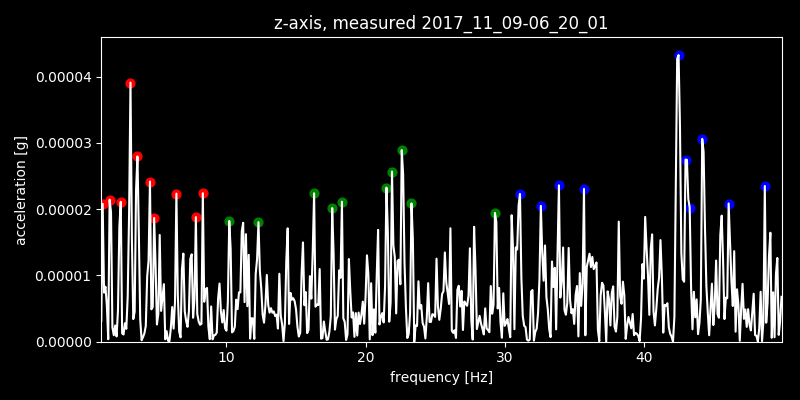 z-axis, measured 2017_11_09-06_20_01
0.00004
0.00003
0.00002
0.00001
0.00000
acceleration [g]
10 20 30 40
frequency [Hz]